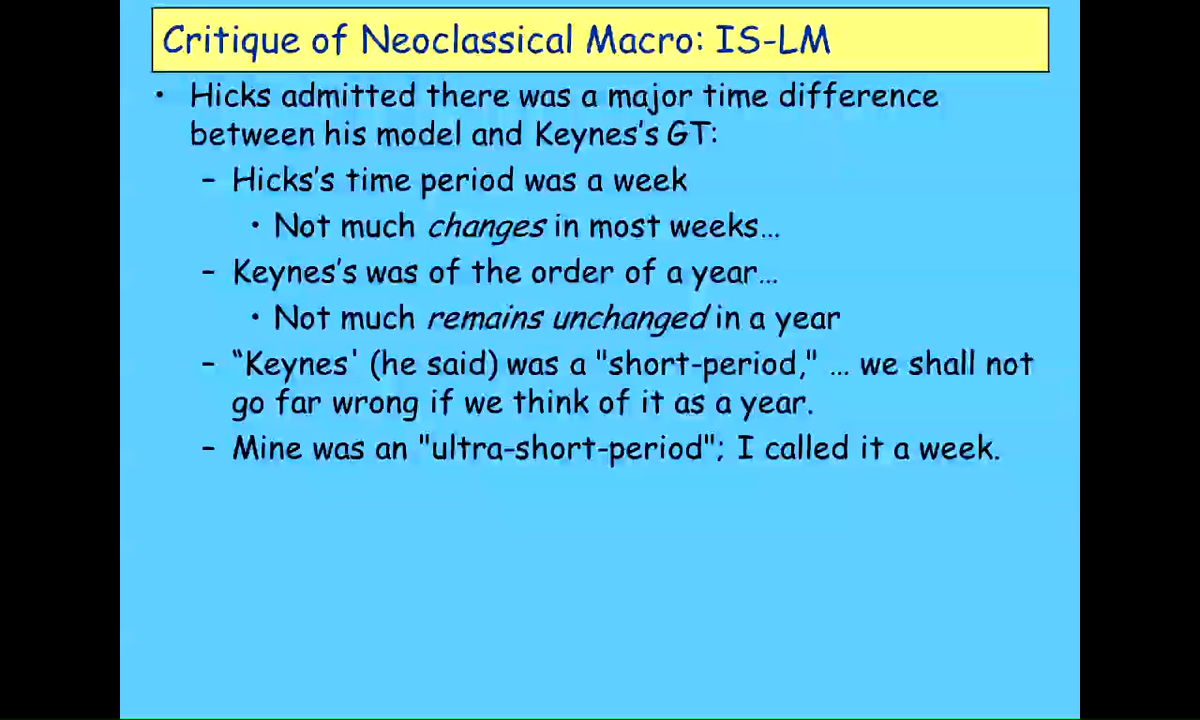 Critique of Neoclassical Macro: IS-LM
• Hicks admitted there was a major time difference
between his model and Keynes's GT:
– Hicks's time period was a week
• Not much changes in most weeks…
– Keynes's was of the order of a year…
• Not much remains unchanged in a year
– “Keynes' (he said) was a "short-period," … we shall not
go far wrong if we think of it as a year.
– Mine was an "ultra-short-period"; I called it a week.